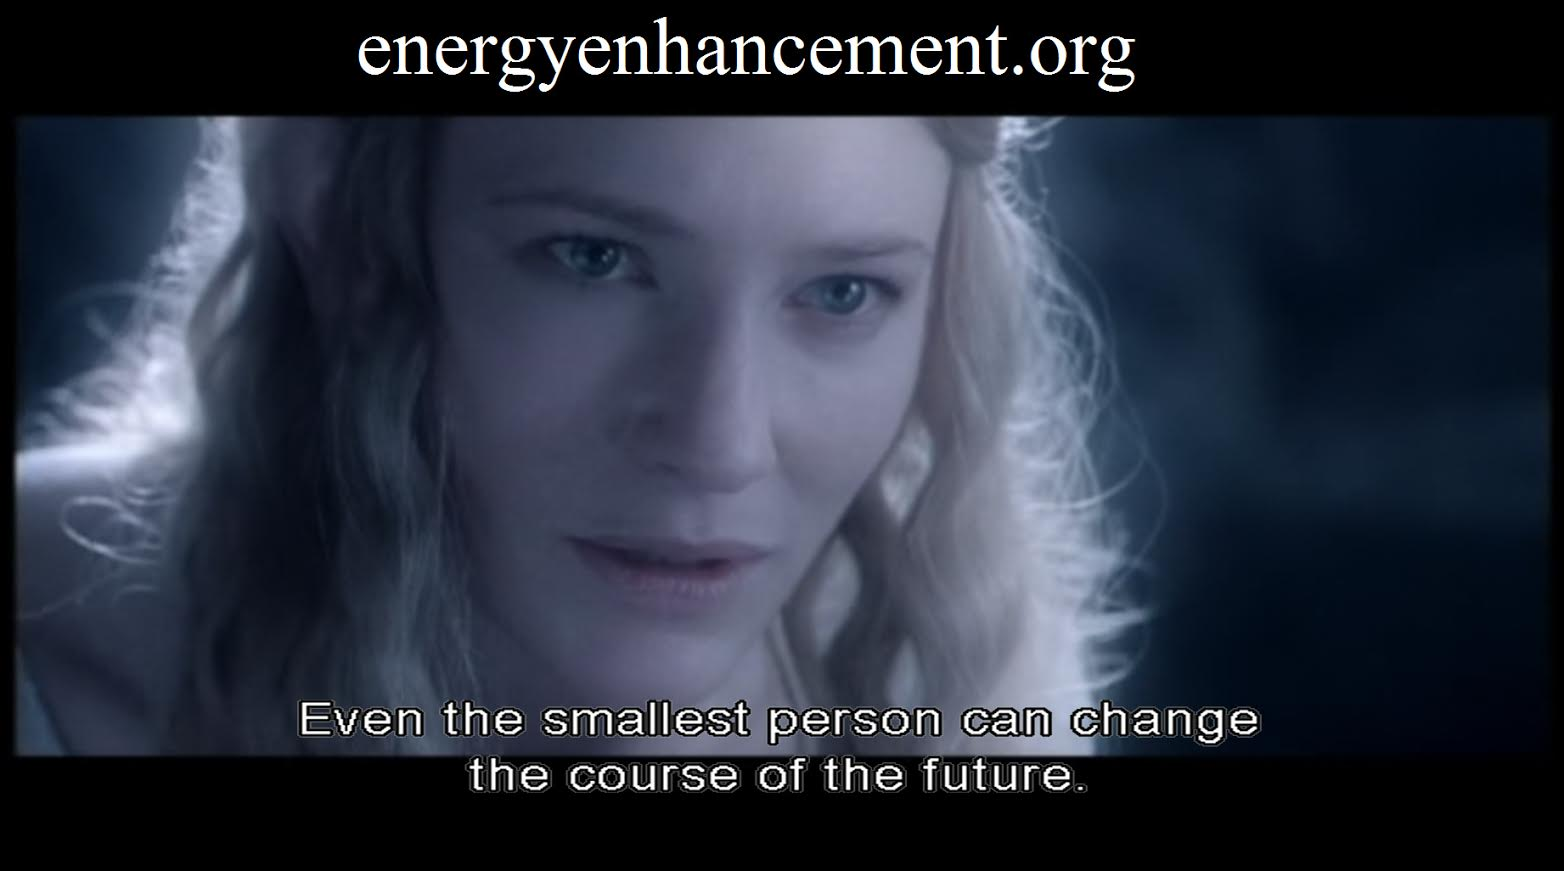 energyenhancement.org
Even the smallest person can change
the course of the future.